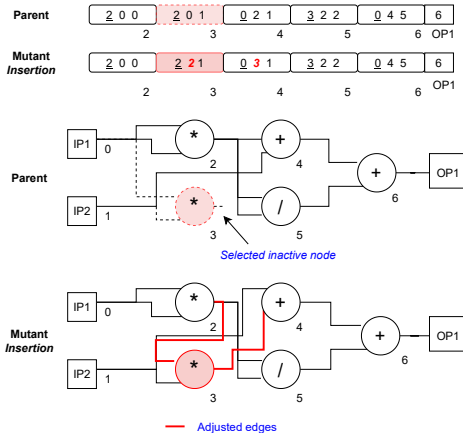 Parent 2 0 0 2 0 1 0 2 1 3 2 2 0 4 5 6
2 3 4 5 6 OP1
Mutant Insertion 2 0 0 2 2 1 0 3 1 3 2 2 0 4 5 6
2 3 4 5 6 OP1
IP1 * +
0 2 4
Parent + OP1
IP2 * /
1 3 5 6
Selected inactive node
IP1 * +
0 2 4
Mutant Insertion + OP1
IP2 * /
1 3 5 6
Adjusted edges